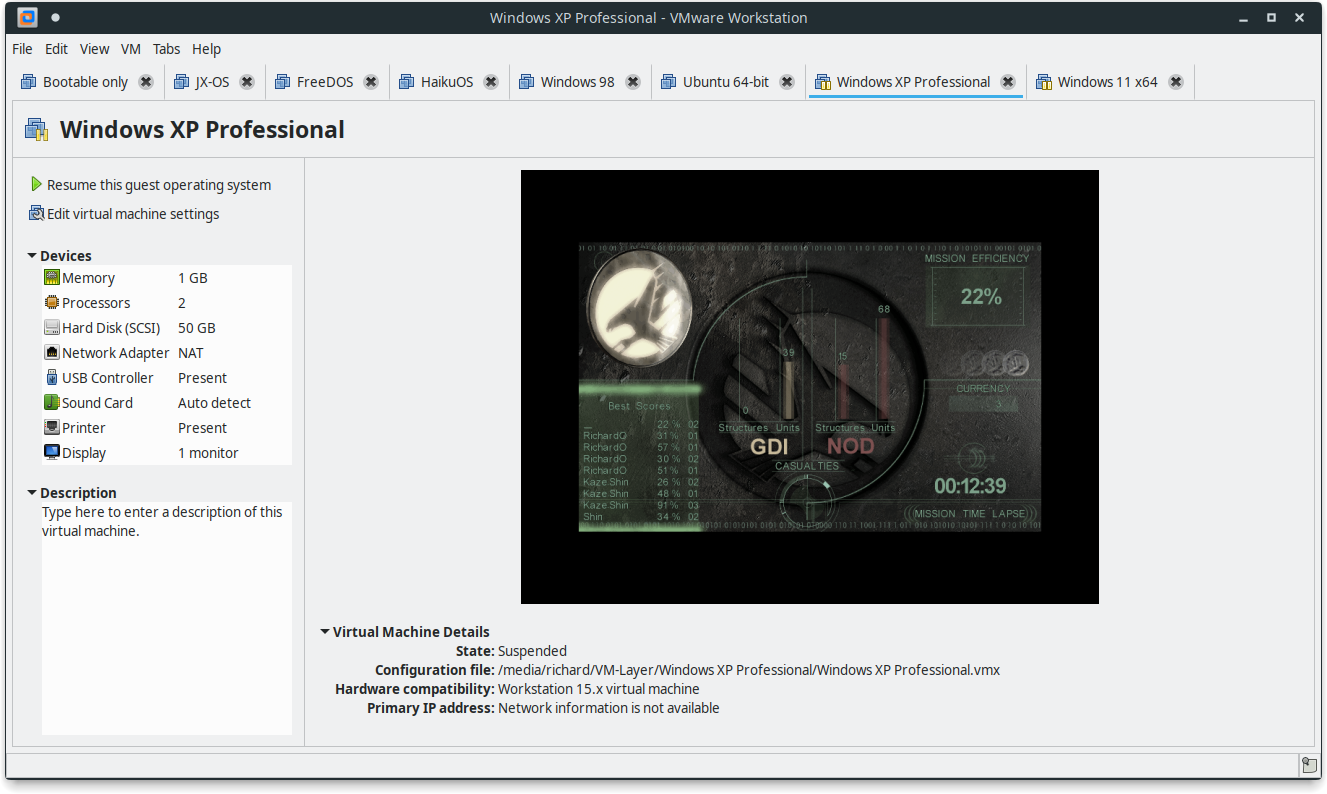 Windows XP Professional - VMware Workstation
File Edit View VM Tabs Help
Bootable only JX-OS FreeDOS HaikuOS Windows 98 Ubuntu 64-bit Windows XP Professional Windows 11 x64
Windows XP Professional
Resume this guest operating system
Edit virtual machine settings
Devices
Memory 1 GB
Processors 2
Hard Disk (SCSI) 50 GB
Network Adapter NAT
USB Controller Present
Sound Card Auto detect
Printer Present
Display 1 monitor
Description
Type here to enter a description of this
virtual machine.
MISSION EFFICIENCY
22%
68
39
15
0
CURRENCY
3
Structures Units Structures Units
GDI NOD
CASUALTIES
Best Scores
_ 22 % 02
RichardO 31 % 01
RichardO 57 % 01
RichardO 30 % 02
RichardO 51 % 01
Kaze Shin 26 % 02
Kaze Shin 48 % 01
Kaze Shin 91 % 03
Shin 34 % 02
00:12:39
MISSION TIME LAPSE
Virtual Machine Details
State: Suspended
Configuration file: /media/richard/VM-Layer/Windows XP Professional/Windows XP Professional.vmx
Hardware compatibility: Workstation 15.x virtual machine
Primary IP address: Network information is not available